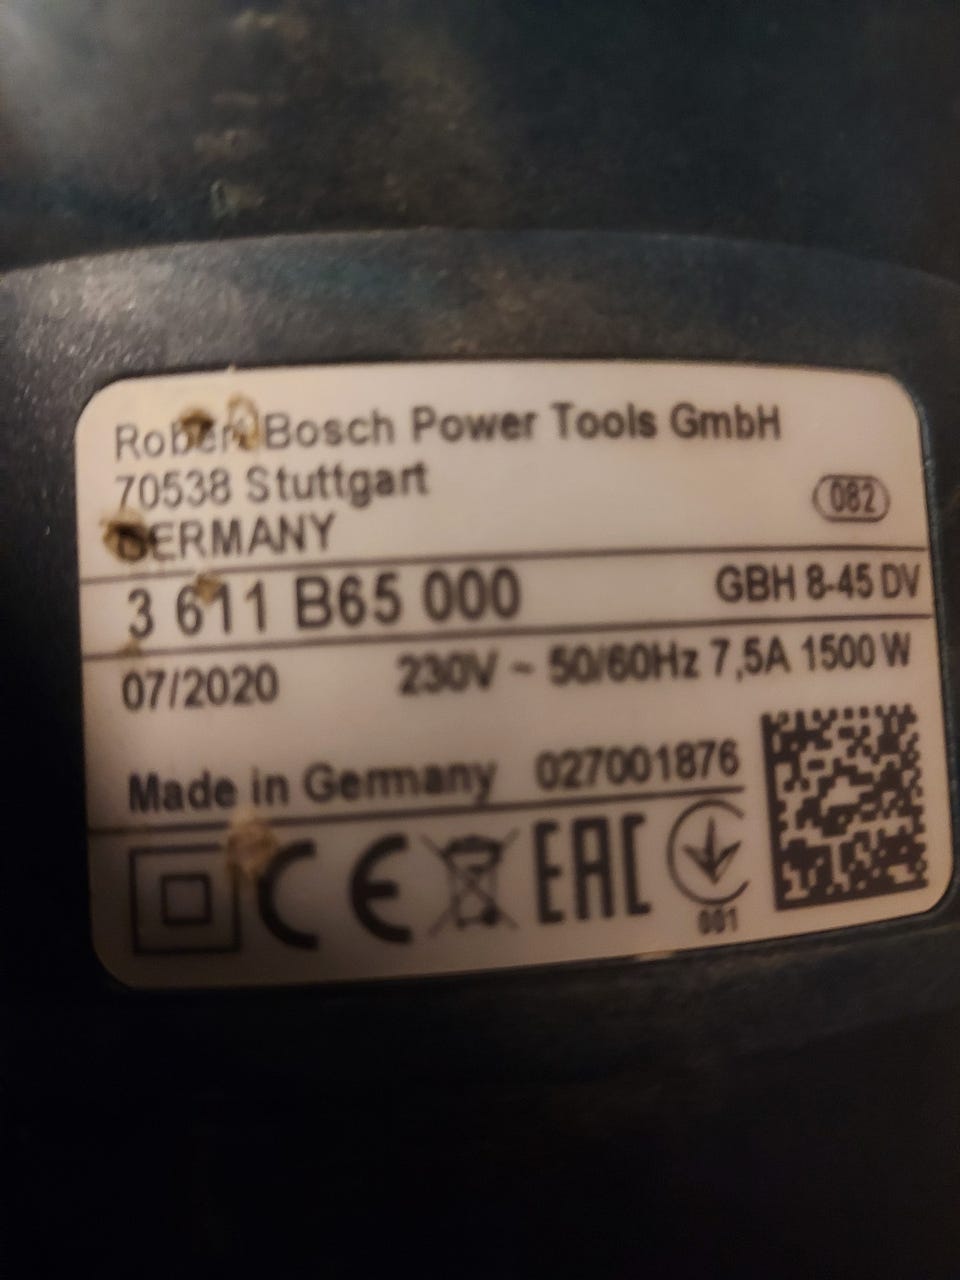 Robert Bosch Power Tools GmbH
70538 Stuttgart
GERMANY
082
3 611 B65 000 GBH 8-45 DV
07/2020 230V ~ 50/60Hz 7,5A 1500 W
Made in Germany 027001876
CE EAC
001